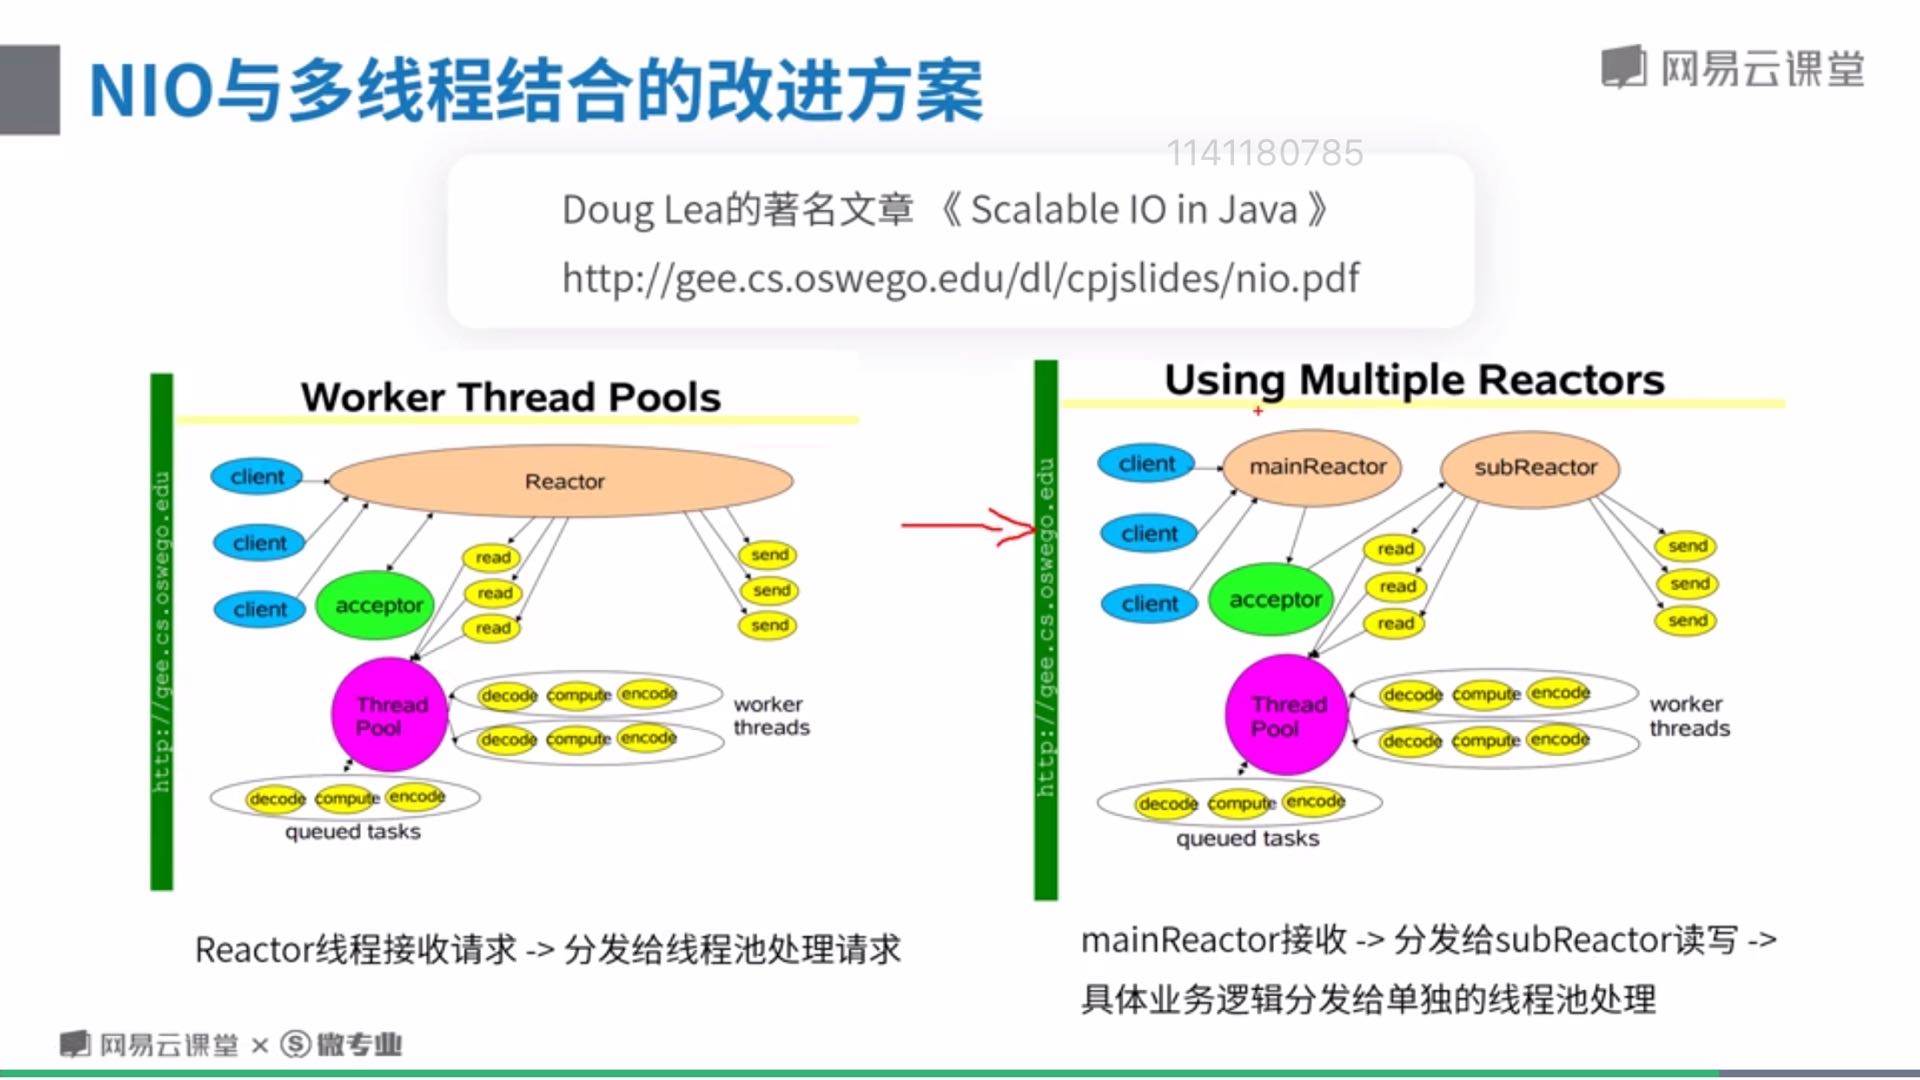 NIO与多线程结合的改进方案
网易云课堂
1141180785
Doug Lea的著名文章 《 Scalable IO in Java 》
http://gee.cs.oswego.edu/dl/cpjslides/nio.pdf
http://gee.cs.oswego.edu
Worker Thread Pools
client
Reactor
client
client
acceptor
read
read
read
send
send
send
Thread
Pool
decode compute encode
decode compute encode
worker
threads
decode compute encode
queued tasks
Reactor线程接收请求 -> 分发给线程池处理请求
http://gee.cs.oswego.edu
Using Multiple Reactors
client
mainReactor
subReactor
client
client
acceptor
read
read
read
send
send
send
Thread
Pool
decode compute encode
decode compute encode
worker
threads
decode compute encode
queued tasks
mainReactor接收 -> 分发给subReactor读写 ->
具体业务逻辑分发给单独的线程池处理
网易云课堂 × S 微专业